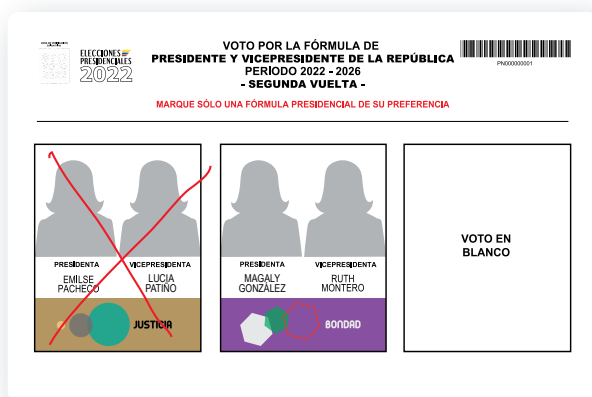 ELECCIONES
PRESIDENCIALES
2022
VOTO POR LA FÓRMULA DE
PRESIDENTE Y VICEPRESIDENTE DE LA REPÚBLICA
PERÍODO 2022 - 2026
- SEGUNDA VUELTA -
PN000000001
MARQUE SÓLO UNA FÓRMULA PRESIDENCIAL DE SU PREFERENCIA
PRESIDENTA
EMILSE
PACHECO
VICEPRESIDENTA
LUCIA
PATIÑO
JUSTICIA
PRESIDENTA
MAGALY
GONZÁLEZ
VICEPRESIDENTA
RUTH
MONTERO
BONDAD
VOTO EN
BLANCO